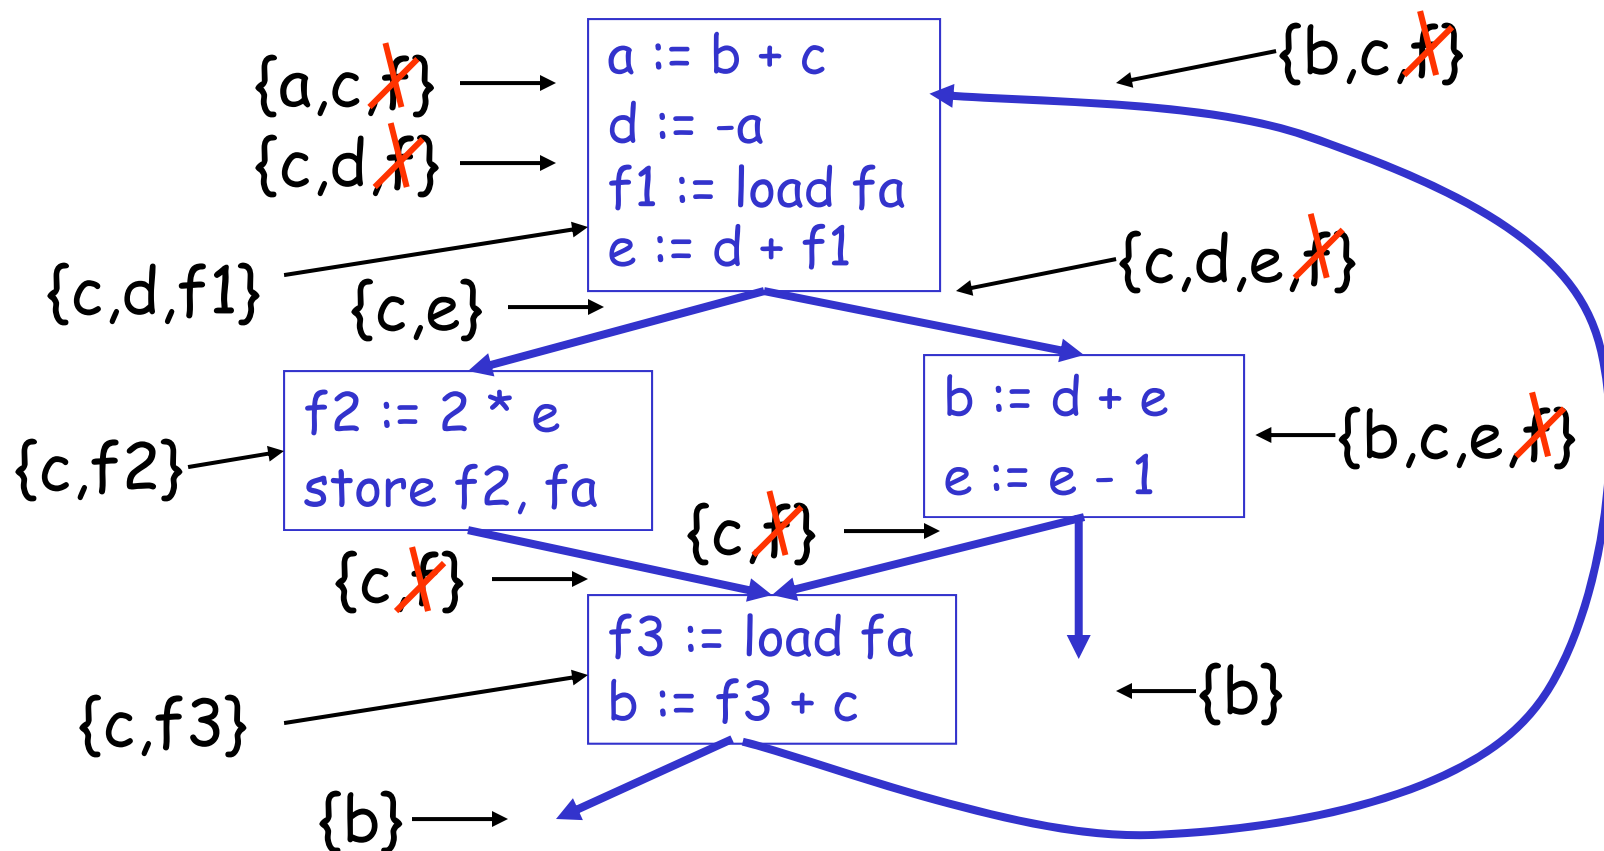 {b,c,f}
{a,c,f}
{c,d,f}
a := b + c
d := -a
f1 := load fa
e := d + f1
{c,d,f1}
{c,e}
{c,d,e,f}
f2 := 2 * e
store f2, fa
b := d + e
e := e - 1
{c,f2}
{b,c,e,f}
{c,f}
{c,f}
f3 := load fa
b := f3 + c
{c,f3}
{b}
{b}